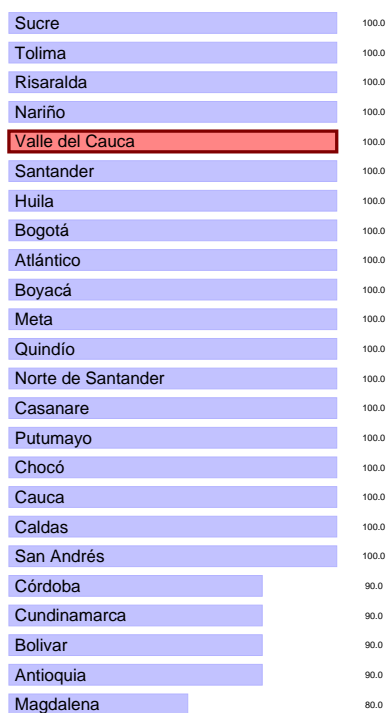 Sucre 100.0
Tolima 100.0
Risaralda 100.0
Nariño 100.0
Valle del Cauca 100.0
Santander 100.0
Huila 100.0
Bogotá 100.0
Atlántico 100.0
Boyacá 100.0
Meta 100.0
Quindío 100.0
Norte de Santander 100.0
Casanare 100.0
Putumayo 100.0
Chocó 100.0
Cauca 100.0
Caldas 100.0
San Andrés 100.0
Córdoba 90.0
Cundinamarca 90.0
Bolivar 90.0
Antioquia 90.0
Magdalena 80.0